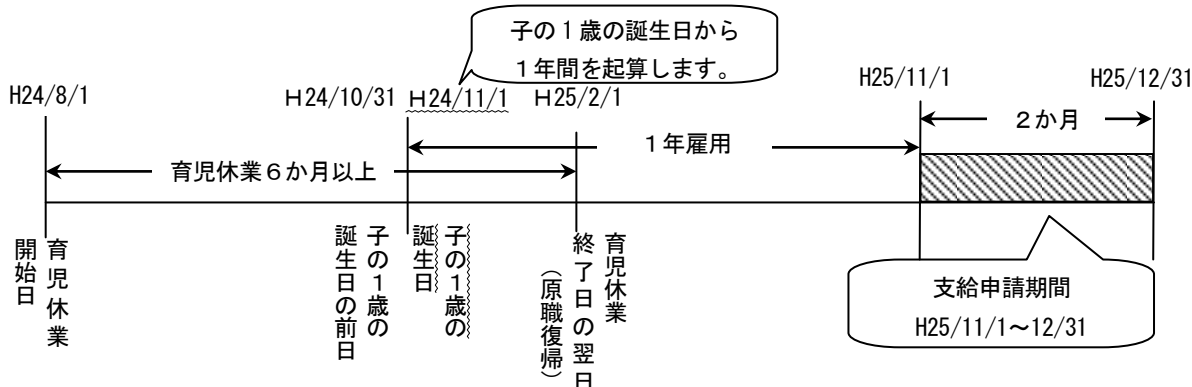 子の１歳の誕生日から
１年間を起算します。
H24/8/1
Ｈ24/10/31
Ｈ24/11/1
Ｈ25/2/1
H25/11/1
H25/12/31
２か月
１年雇用
育児休業６か月以上
育児休業
開始日
子の１歳の
誕生日の前日
子の１歳の
誕生日
育児休業
終了日の翌日
（原職復帰）
支給申請期間
H25/11/1～12/31